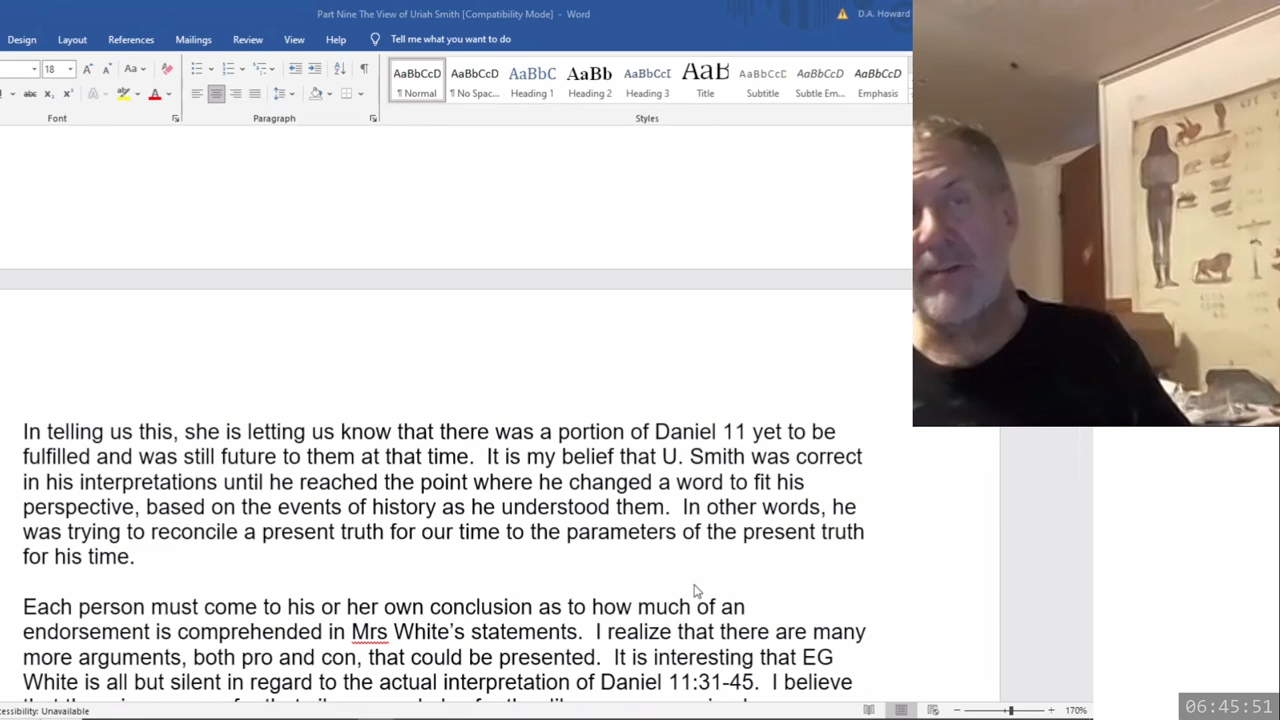 Part Nine The View of Uriah Smith [Compatibility Mode] - Word
D.A. Howard
Design Layout References Mailings Review View Help Tell me what you want to do
18 Aa
AaBbCcD AaBbCcD AaBbC AaBb AaBbCcI AaB AaBbCcD AaBbCcD AaBbCcD
¶ Normal ¶ No Spac... Heading 1 Heading 2 Heading 3 Title Subtitle Subtle Em... Emphasis
Font Paragraph Styles
In telling us this, she is letting us know that there was a portion of Daniel 11 yet to be
fulfilled and was still future to them at that time. It is my belief that U. Smith was correct
in his interpretations until he reached the point where he changed a word to fit his
perspective, based on the events of history as he understood them. In other words, he
was trying to reconcile a present truth for our time to the parameters of the present truth
for his time.
Each person must come to his or her own conclusion as to how much of an
endorsement is comprehended in Mrs White’s statements. I realize that there are many
more arguments, both pro and con, that could be presented. It is interesting that EG
White is all but silent in regard to the actual interpretation of Daniel 11:31-45. I believe
cessibility: Unavailable
170%
06:45:51